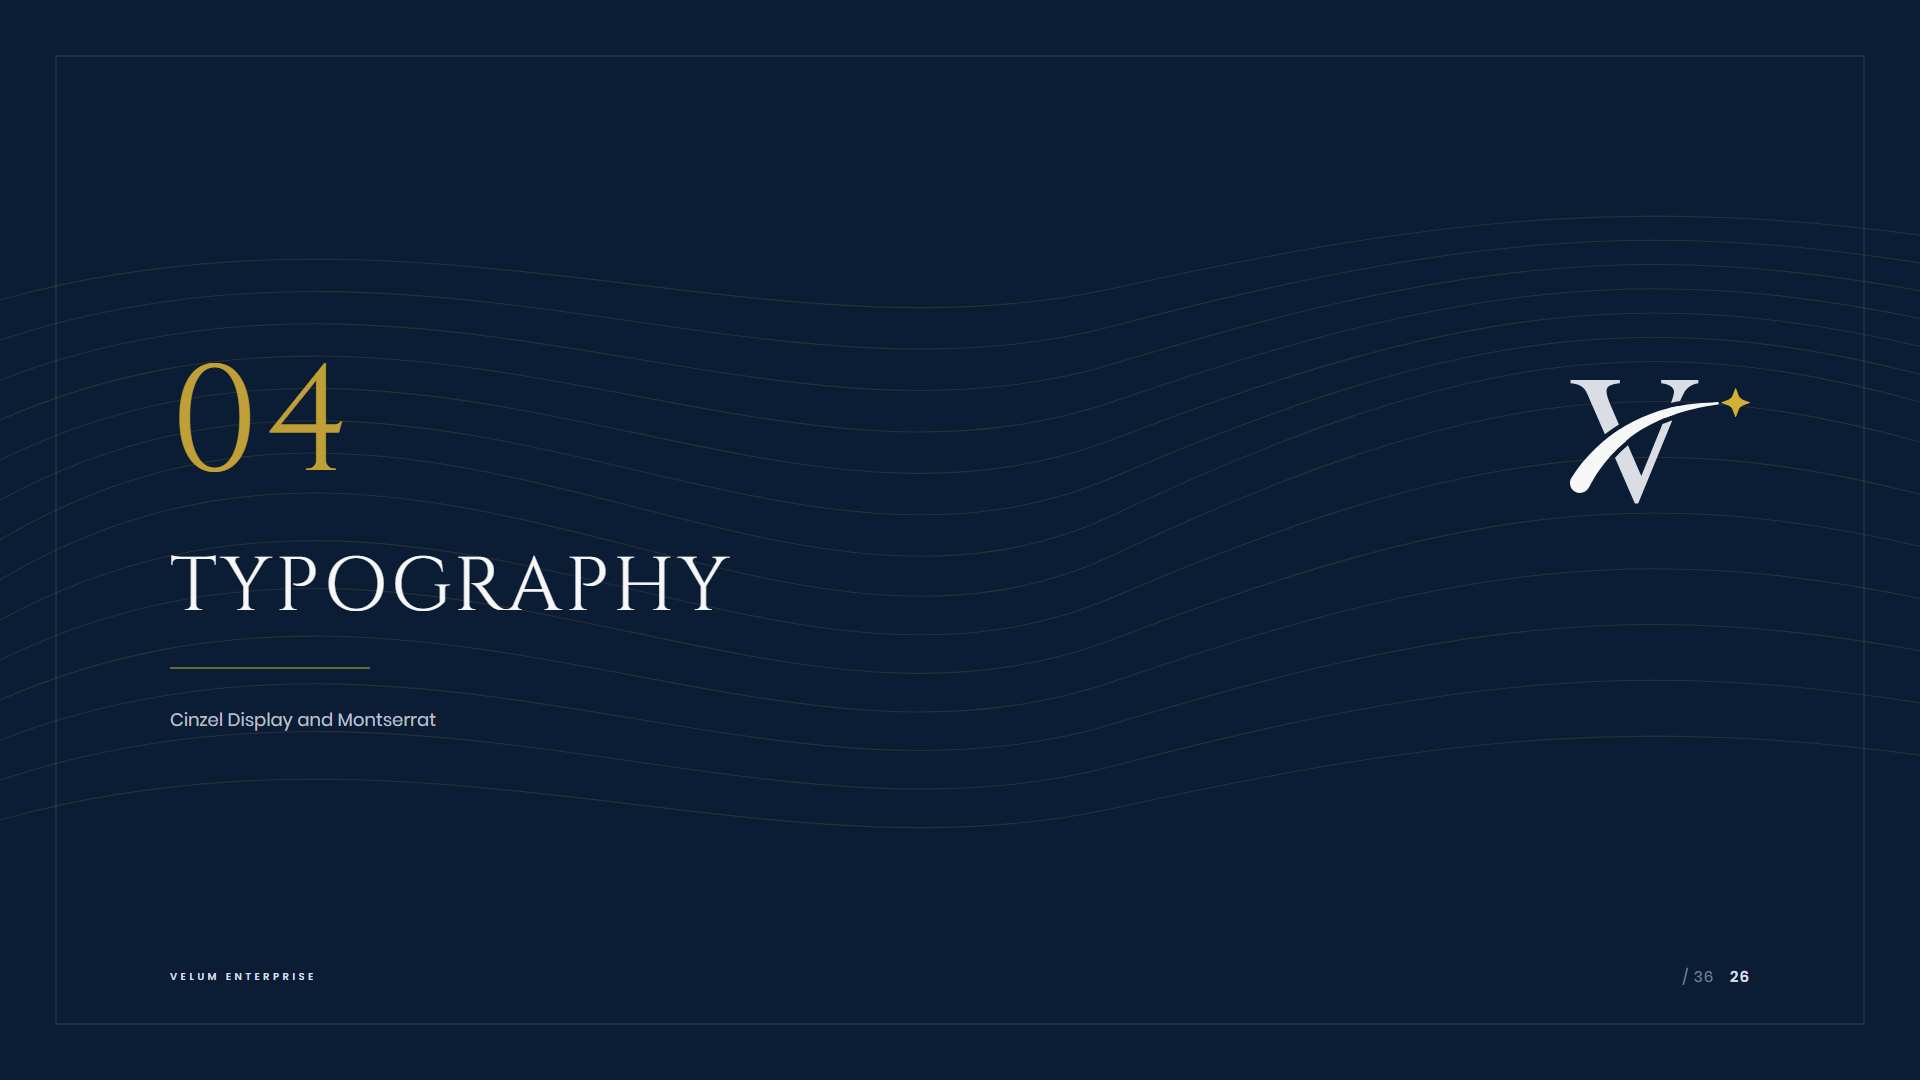 04
TYPOGRAPHY
Cinzel Display and Montserrat
VELUM ENTERPRISE
/ 36 26